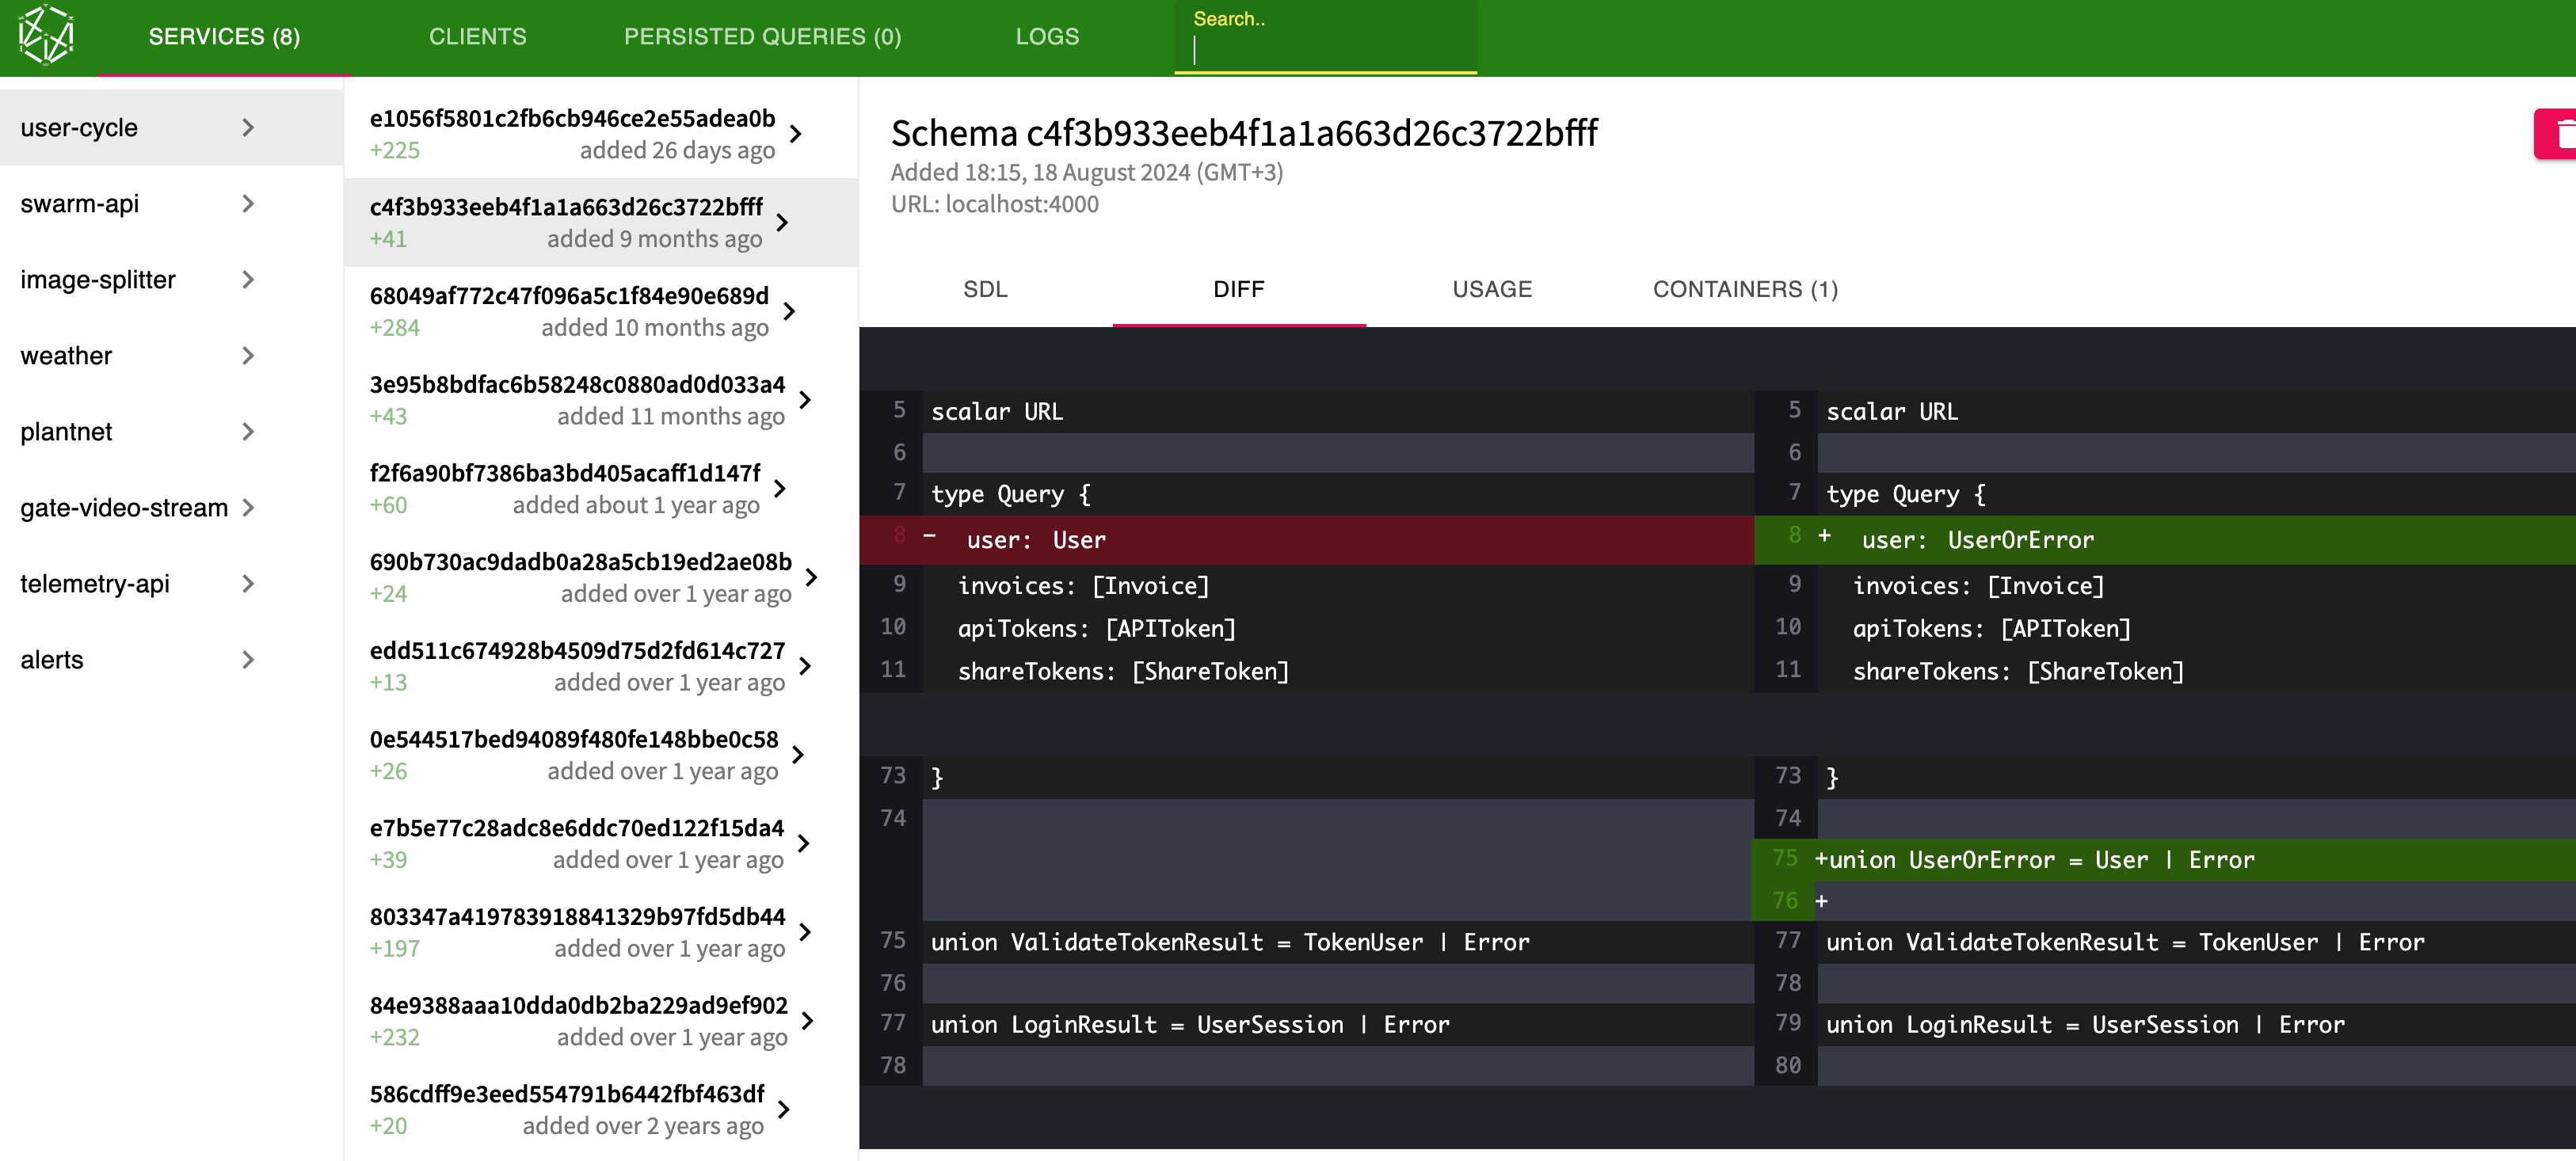 SERVICES (8)
CLIENTS
PERSISTED QUERIES (0)
LOGS
Search..
user-cycle
swarm-api
image-splitter
weather
plantnet
gate-video-stream
telemetry-api
alerts
e1056f5801c2fb6cb946ce2e55adea0b
+225 added 26 days ago
c4f3b933eeb4f1a1a663d26c3722bfff
+41 added 9 months ago
68049af772c47f096a5c1f84e90e689d
+284 added 10 months ago
3e95b8bdfac6b58248c0880ad0d033a4
+43 added 11 months ago
f2f6a90bf7386ba3bd405acaff1d147f
+60 added about 1 year ago
690b730ac9dadb0a28a5cb19ed2ae08b
+24 added over 1 year ago
edd511c674928b4509d75d2fd614c727
+13 added over 1 year ago
0e544517bed94089f480fe148bbe0c58
+26 added over 1 year ago
e7b5e77c28adc8e6ddc70ed122f15da4
+39 added over 1 year ago
803347a419783918841329b97fd5db44
+197 added over 1 year ago
84e9388aaa10dda0db2ba229ad9ef902
+232 added over 1 year ago
586cdff9e3eed554791b6442fbf463df
+20 added over 2 years ago
Schema c4f3b933eeb4f1a1a663d26c3722bfff
Added 18:15, 18 August 2024 (GMT+3)
URL: localhost:4000
SDL
DIFF
USAGE
CONTAINERS (1)
5 scalar URL
6
7 type Query {
8 - user: User
9 invoices: [Invoice]
10 apiTokens: [APIToken]
11 shareTokens: [ShareToken]
73 }
74
75 union ValidateTokenResult = TokenUser | Error
76
77 union LoginResult = UserSession | Error
78
5 scalar URL
6
7 type Query {
8 + user: UserOrError
9 invoices: [Invoice]
10 apiTokens: [APIToken]
11 shareTokens: [ShareToken]
73 }
74
75 +union UserOrError = User | Error
76 +
77 union ValidateTokenResult = TokenUser | Error
78
79 union LoginResult = UserSession | Error
80